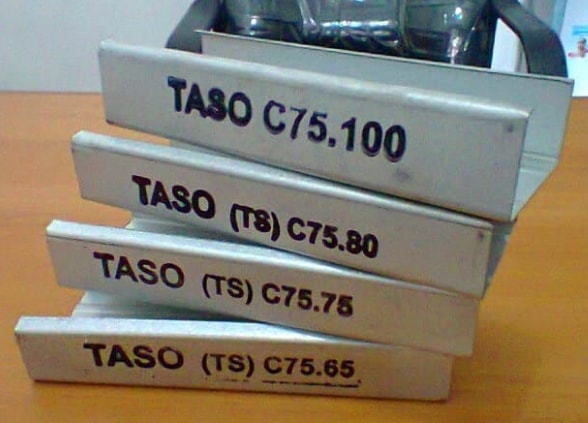 TASO C75.100
TASO (TS) C75.80
TASO (TS) C75.75
TASO (TS) C75.65